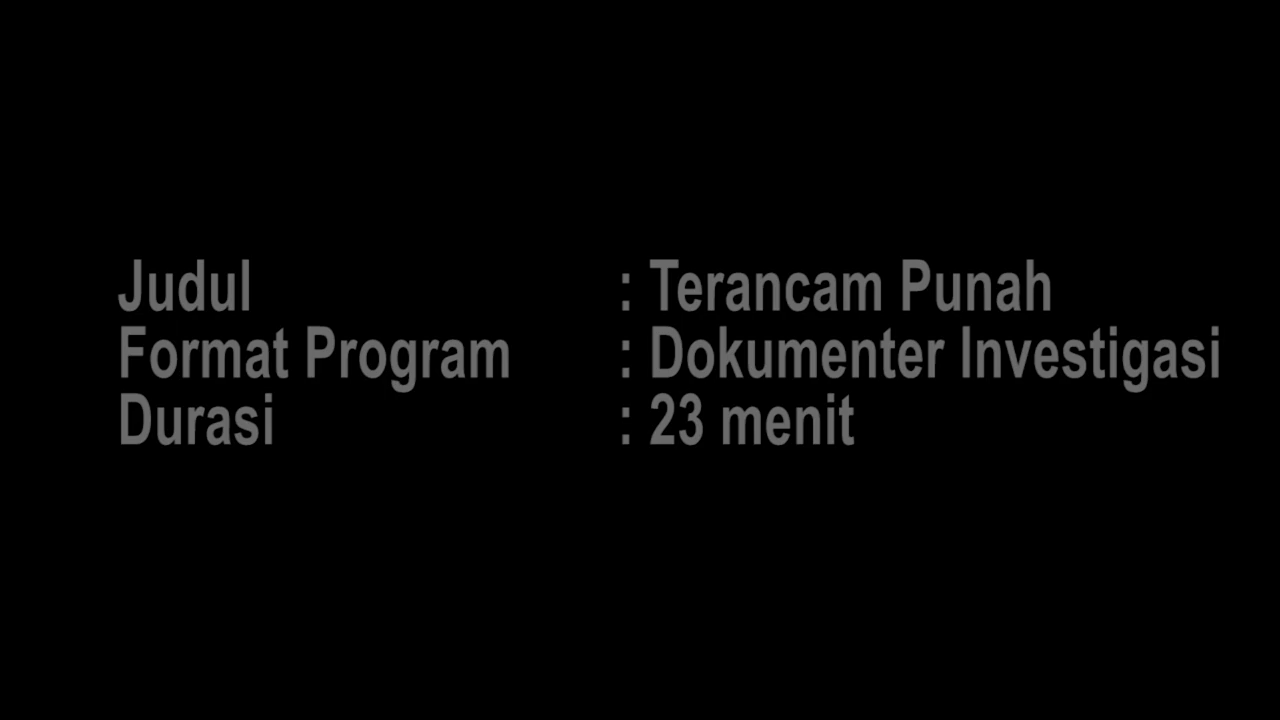 Judul : Terancam Punah
Format Program : Dokumenter Investigasi
Durasi : 23 menit